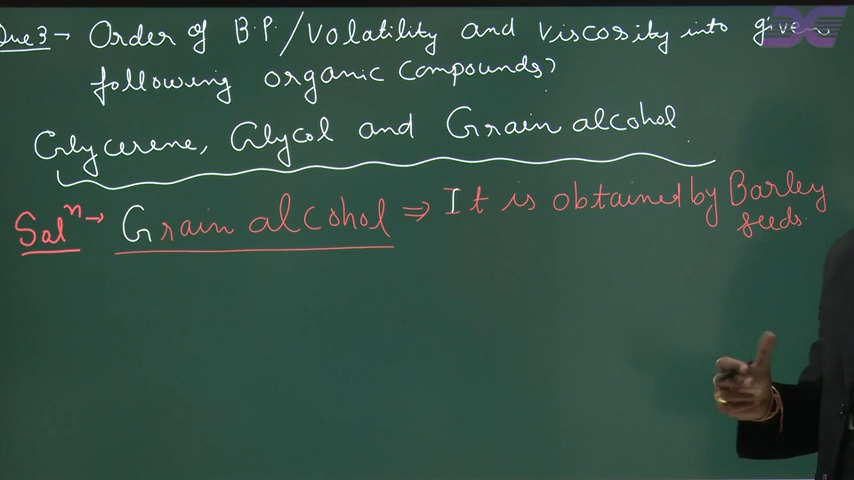 Que3→ Order of B.P./Volatility and viscosity into given
following organic compounds?
Glycerene, Glycol and Grain alcohol.
Solⁿ→ Grain alcohol ⇒ It is obtained by Barley
seeds.